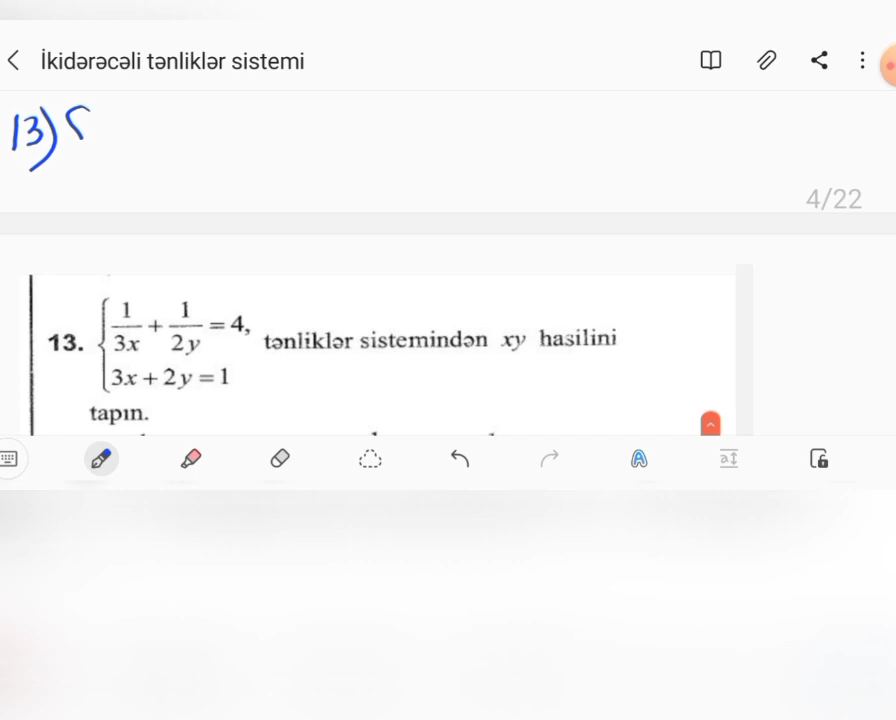 İkidərəcəli tənliklər sistemi
13)
4/22
13. { 1/3x + 1/2y = 4,
3x + 2y = 1
tənliklər sistemindən xy hasilini
tapın.